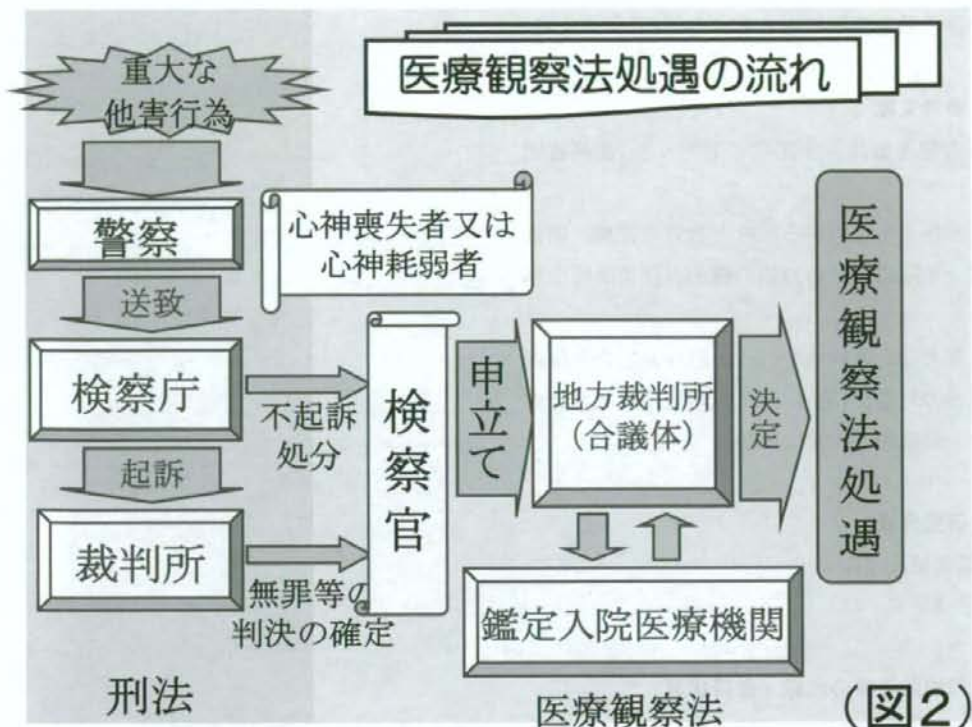 医療観察法処遇の流れ
重大な
他害行為
警察
送致
検察庁
起訴
裁判所
刑法
心神喪失者又は
心神耗弱者
不起訴
処分
無罪等の
判決の確定
検察官
申立て
地方裁判所
(合議体)
鑑定入院医療機関
決定
医療観察法処遇
医療観察法
(図2)